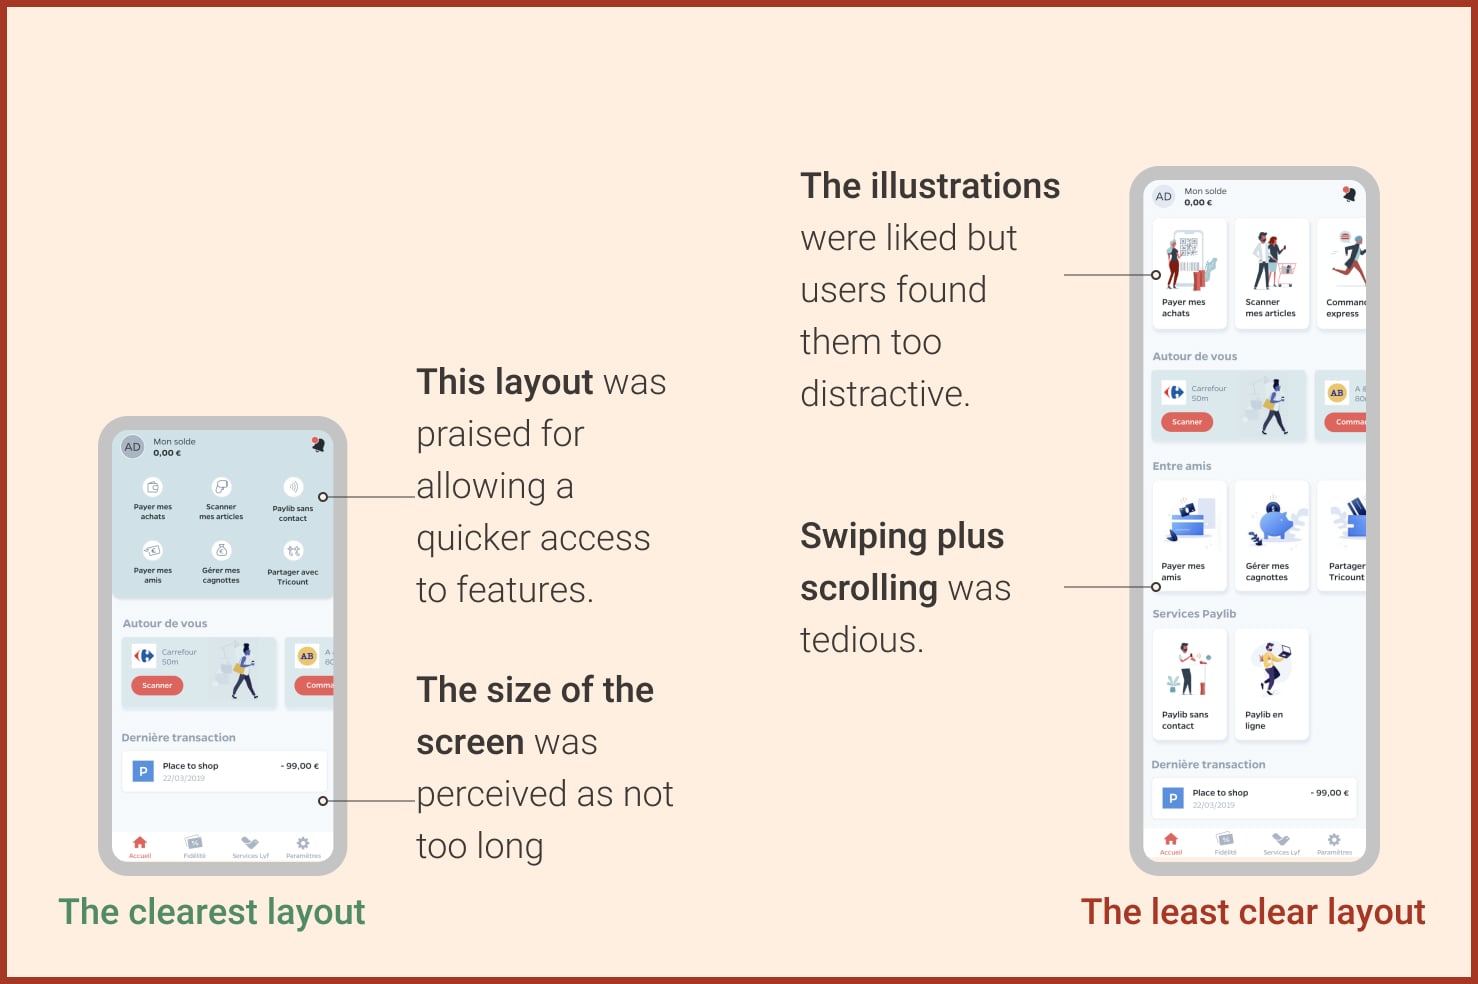 AD
Mon solde
0,00 €
Payer mes
achats
Scanner
mes articles
Paylib sans
contact
Payer mes
amis
Gérer mes
cagnottes
Partager avec
Tricount
Autour de vous
Carrefour
50m
Scanner
AB
A
80
Comma
Dernière transaction
P
Place to shop
- 99,00 €
22/03/2019
Accueil
Fidélité
Services Lyf
Paramètres
The clearest layout
This layout was
praised for
allowing a
quicker access
to features.
The size of the
screen was
perceived as not
too long
The illustrations
were liked but
users found
them too
distractive.
Swiping plus
scrolling was
tedious.
AD
Mon solde
0,00 €
Payer mes
achats
Scanner
mes articles
Command
express
Autour de vous
Carrefour
50m
Scanner
AB
A
80
Comma
Entre amis
Payer mes
amis
Gérer mes
cagnottes
Partager
Tricount
Services Paylib
Paylib sans
contact
Paylib en
ligne
Dernière transaction
P
Place to shop
- 99,00 €
22/03/2019
Accueil
Fidélité
Services Lyf
Paramètres
The least clear layout